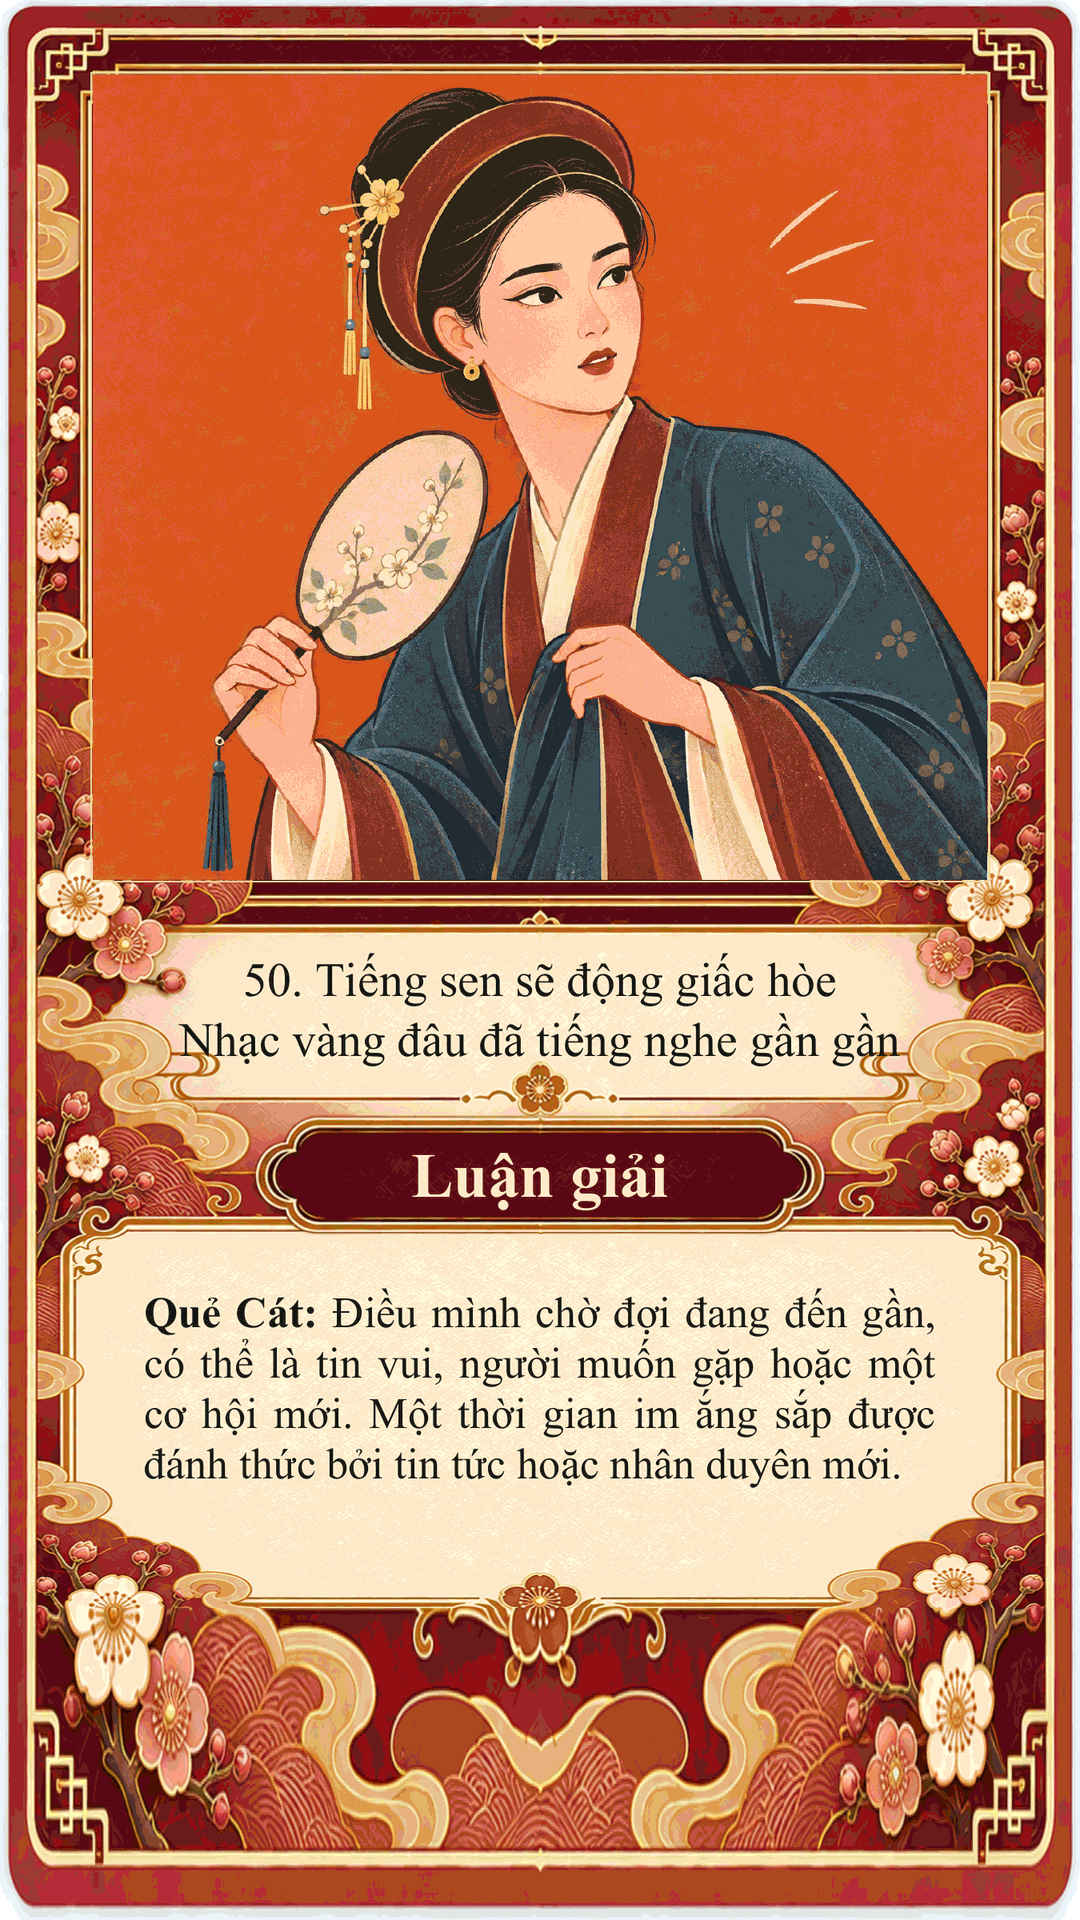 50. Tiếng sen sẽ động giấc hòe
Nhạc vàng đâu đã tiếng nghe gần gần
Luận giải
Quẻ Cát: Điều mình chờ đợi đang đến gần,
có thể là tin vui, người muốn gặp hoặc một
cơ hội mới. Một thời gian im ắng sắp được
đánh thức bởi tin tức hoặc nhân duyên mới.